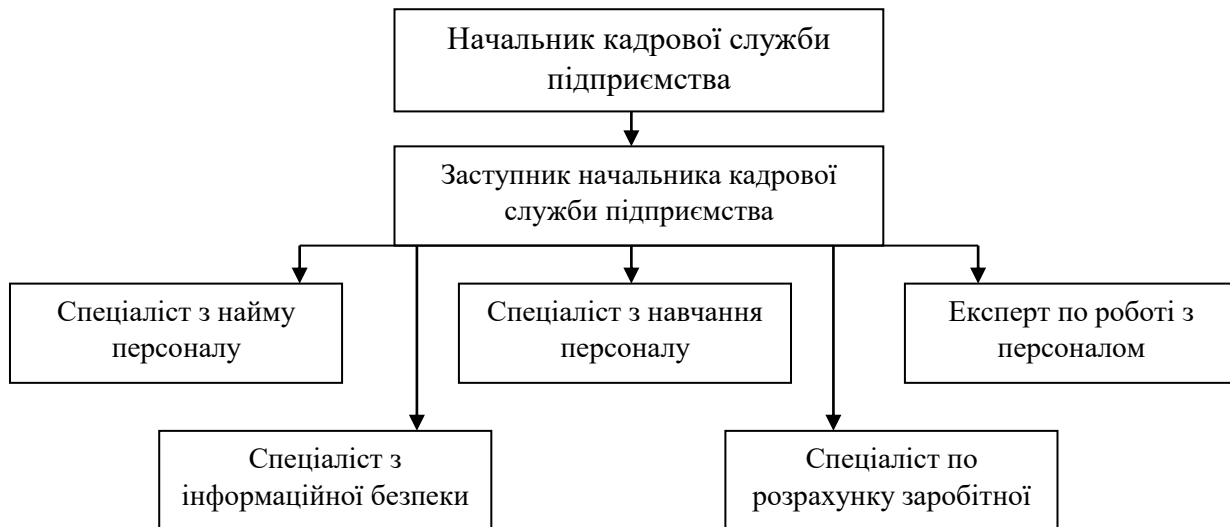 Начальник кадрової служби
підприємства
Заступник начальника кадрової
служби підприємства
Спеціаліст з найму
персоналу
Спеціаліст з навчання
персоналу
Експерт по роботі з
персоналом
Спеціаліст з
інформаційної безпеки
Спеціаліст по
розрахунку заробітної